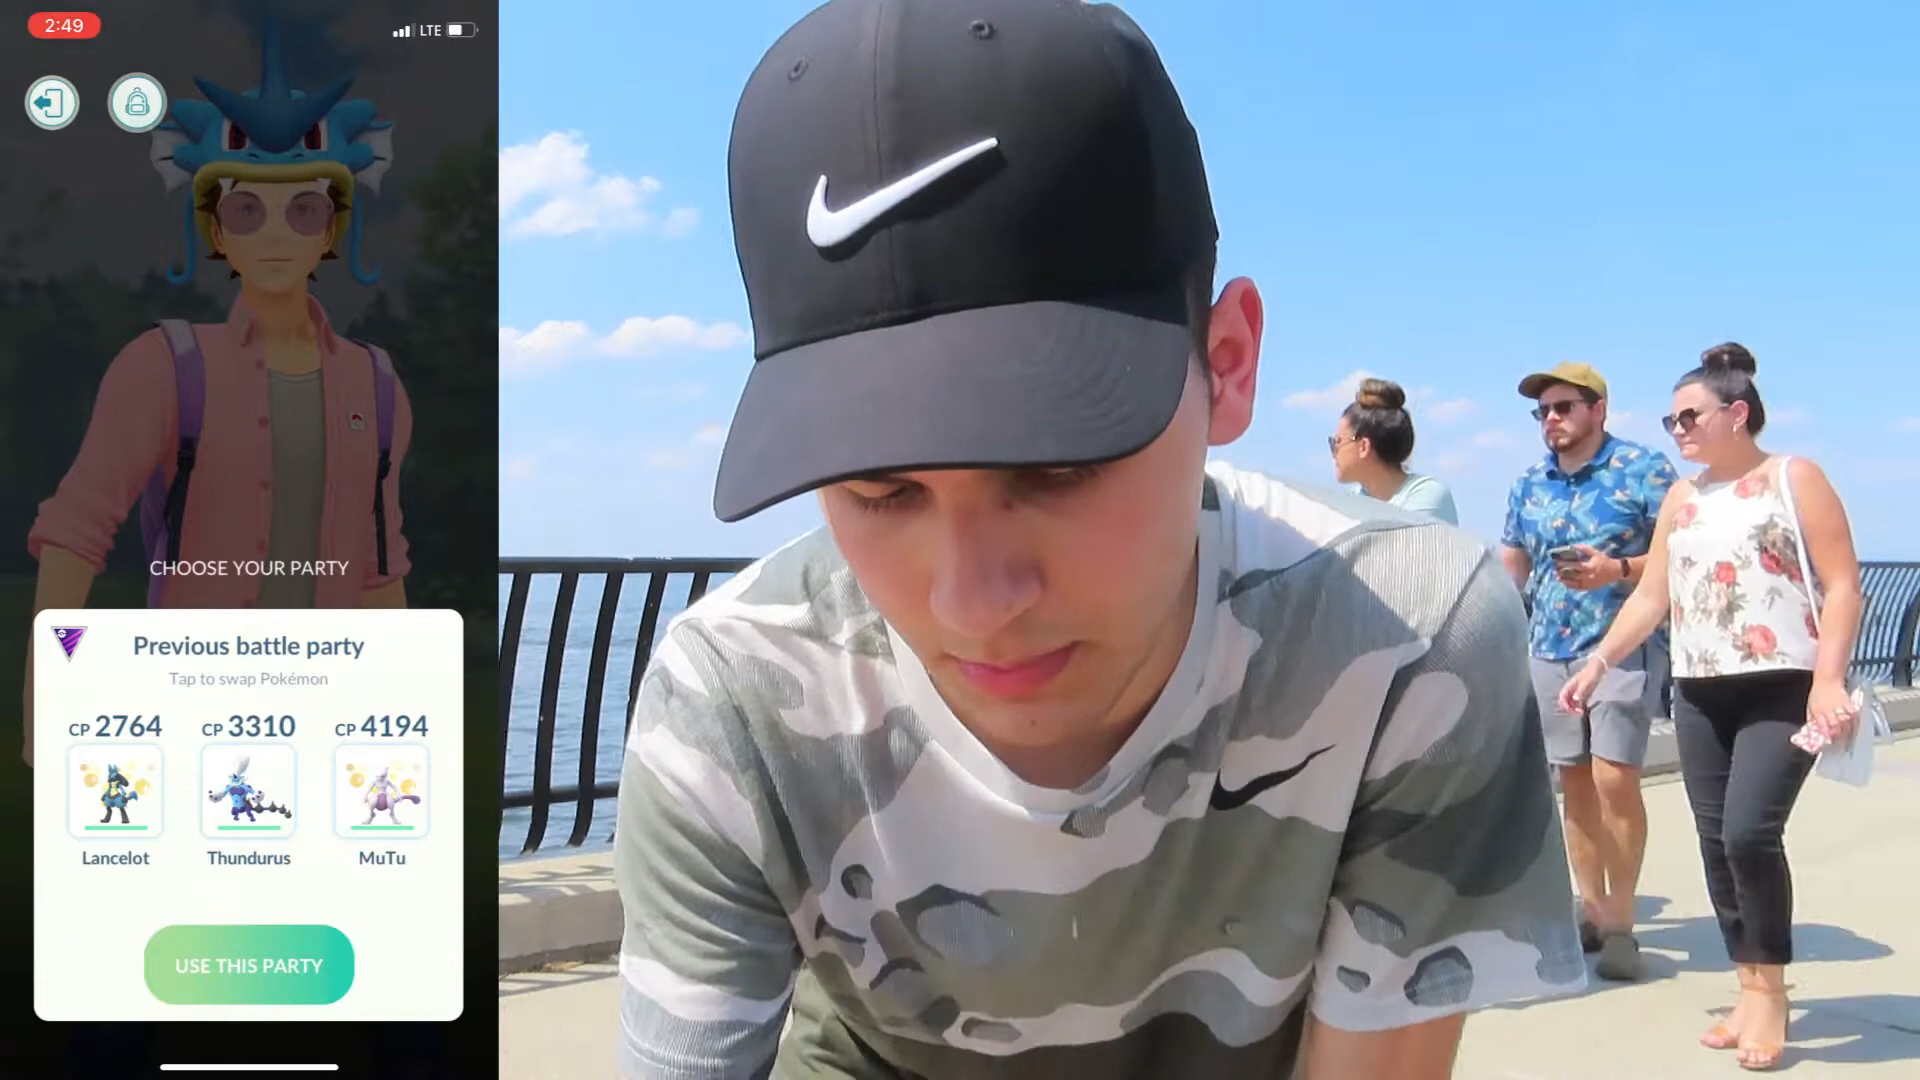 2:49
LTE
CHOOSE YOUR PARTY
Previous battle party
Tap to swap Pokémon
CP 2764 CP 3310 CP 4194
Lancelot Thundurus MuTu
USE THIS PARTY